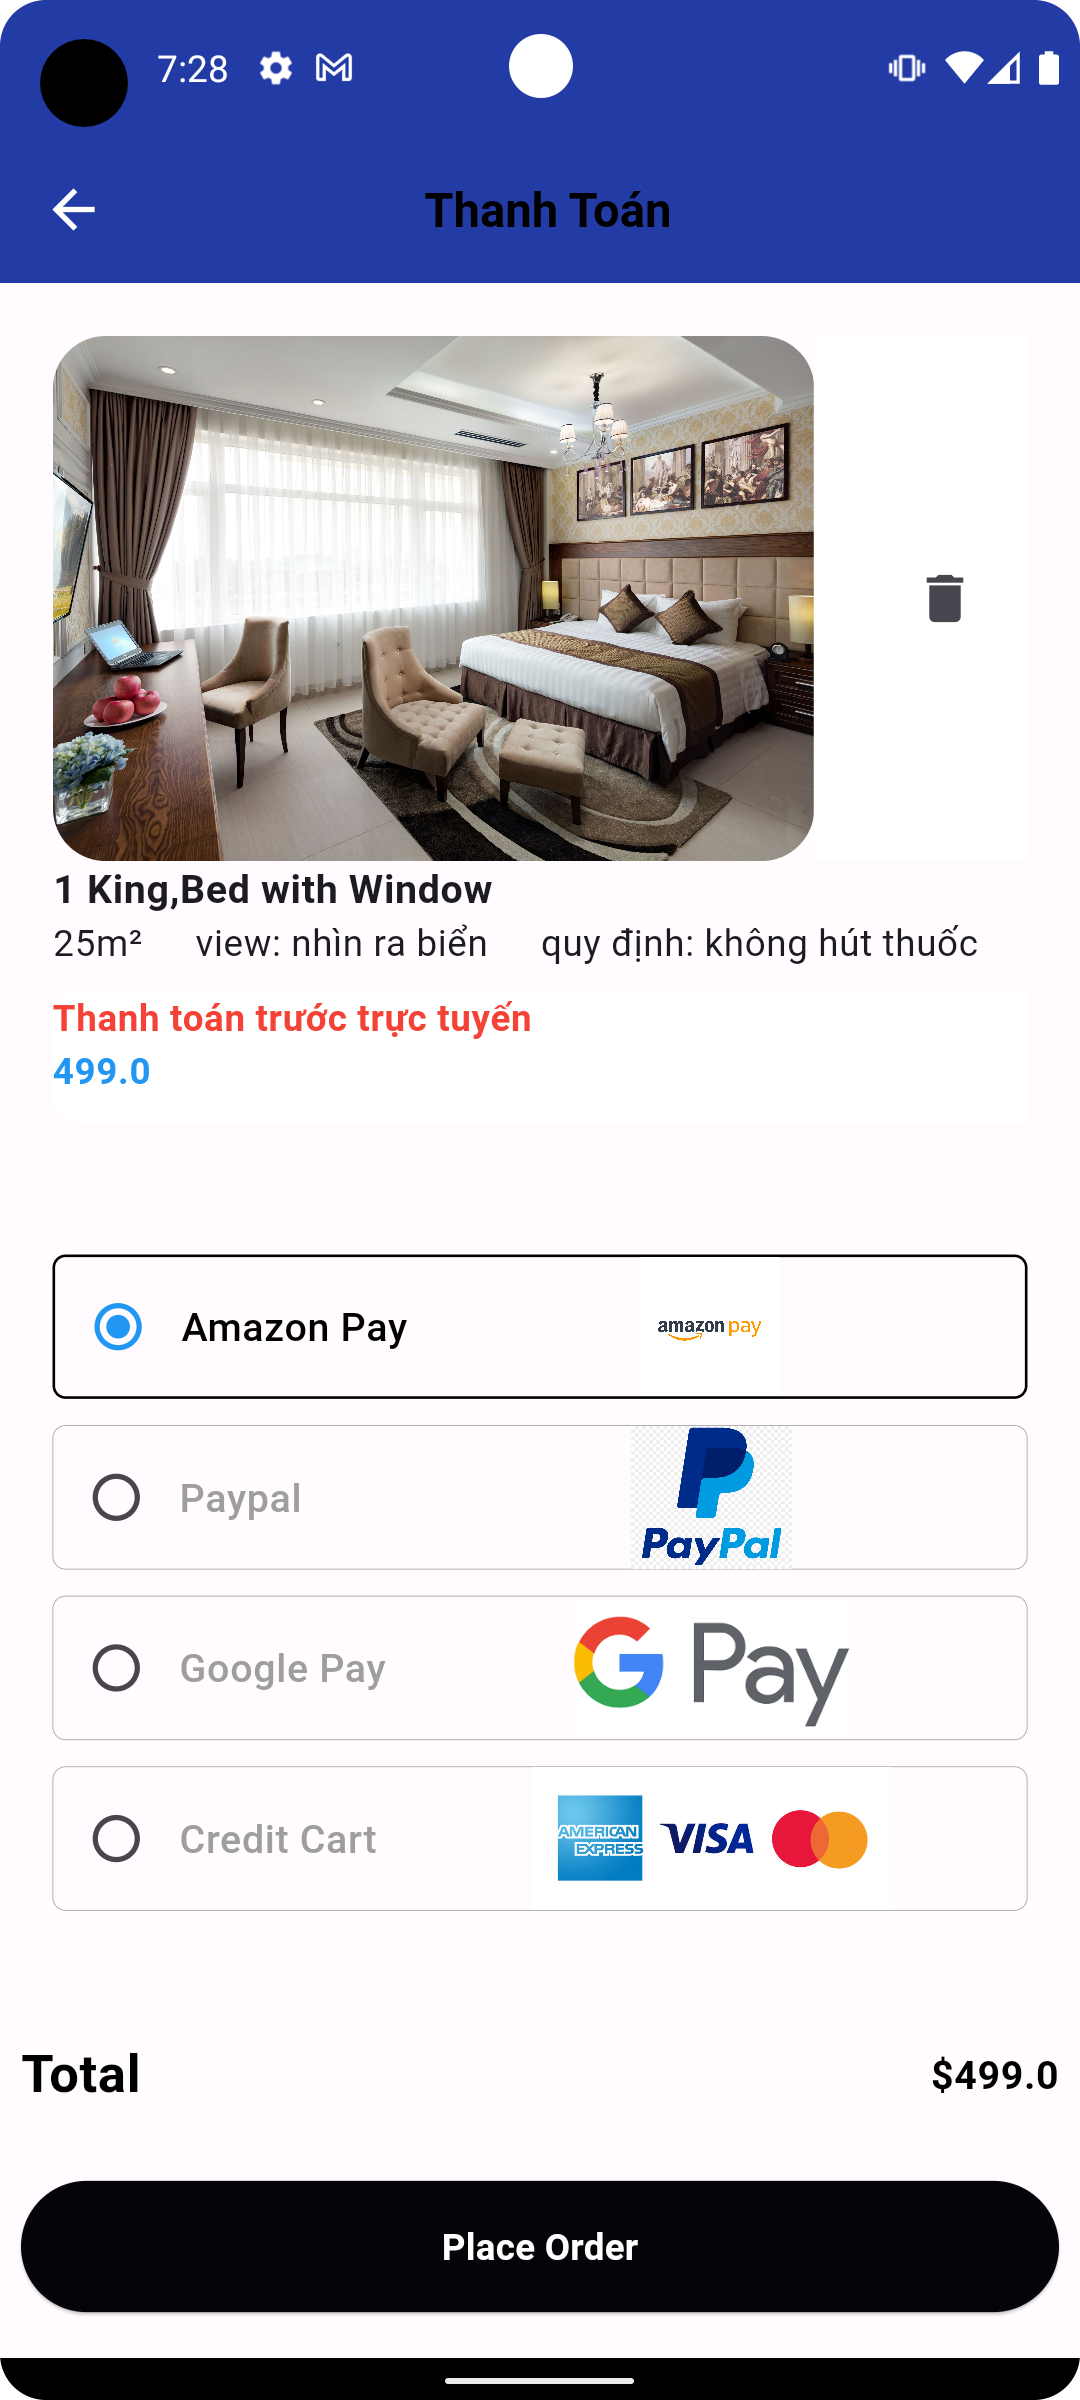 7:28
Thanh Toán
1 King,Bed with Window
25m² view: nhìn ra biển quy định: không hút thuốc
Thanh toán trước trực tuyến
499.0
Amazon Pay amazon pay
Paypal PayPal
Google Pay G Pay
Credit Cart AMERICAN EXPRESS VISA
Total $499.0
Place Order